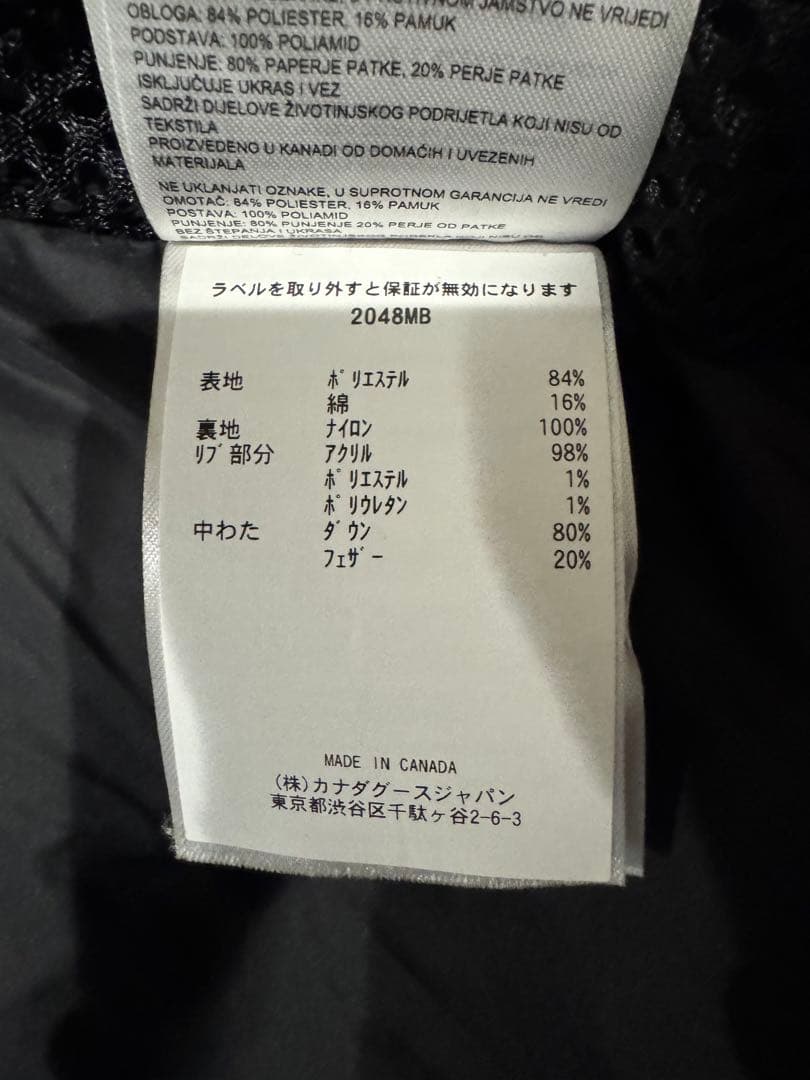 JAMSTVO NE VRIJEDI
OBLOGA: 84% POLIESTER, 16% PAMUK
PODSTAVA: 100% POLIAMID
PUNJENJE: 80% PAPERJE PATKE, 20% PERJE PATKE
ISKLJUČUJE UKRAS I VEZ
SADRŽI DIJELOVE ŽIVOTINJSKOG PODRIJETLA KOJI NISU OD
TEKSTILA
PROIZVEDENO U KANADI OD DOMAĆIH I UVEZENIH
MATERIJALA
NE UKLANJATI OZNAKE, U SUPROTNOM GARANCIJA NE VREDI
OMOTAČ: 84% POLIESTER, 16% PAMUK
POSTAVA: 100% POLIAMID
PUNJENJE: 80% PUNJENJE 20% PERJE OD PATKE
BEZ ŠTEPANJA I UKRASA
ラベルを取り外すと保証が無効になります
2048MB
表地 ポリエステル 84%
綿 16%
裏地 ナイロン 100%
リブ部分 アクリル 98%
ポリエステル 1%
ポリウレタン 1%
中わた ダウン 80%
フェザー 20%
MADE IN CANADA
(株)カナダグースジャパン
東京都渋谷区千駄ヶ谷2-6-3